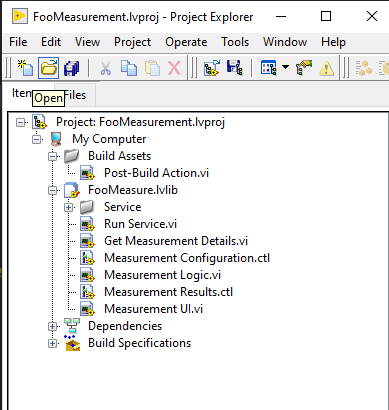 FooMeasurement.lvproj - Project Explorer
File Edit View Project Operate Tools Window Help
Files
Open
Project: FooMeasurement.lvproj
My Computer
Build Assets
Post-Build Action.vi
FooMeasure.lvlib
Service
Run Service.vi
Get Measurement Details.vi
Measurement Configuration.ctl
Measurement Logic.vi
Measurement Results.ctl
Measurement UI.vi
Dependencies
Build Specifications